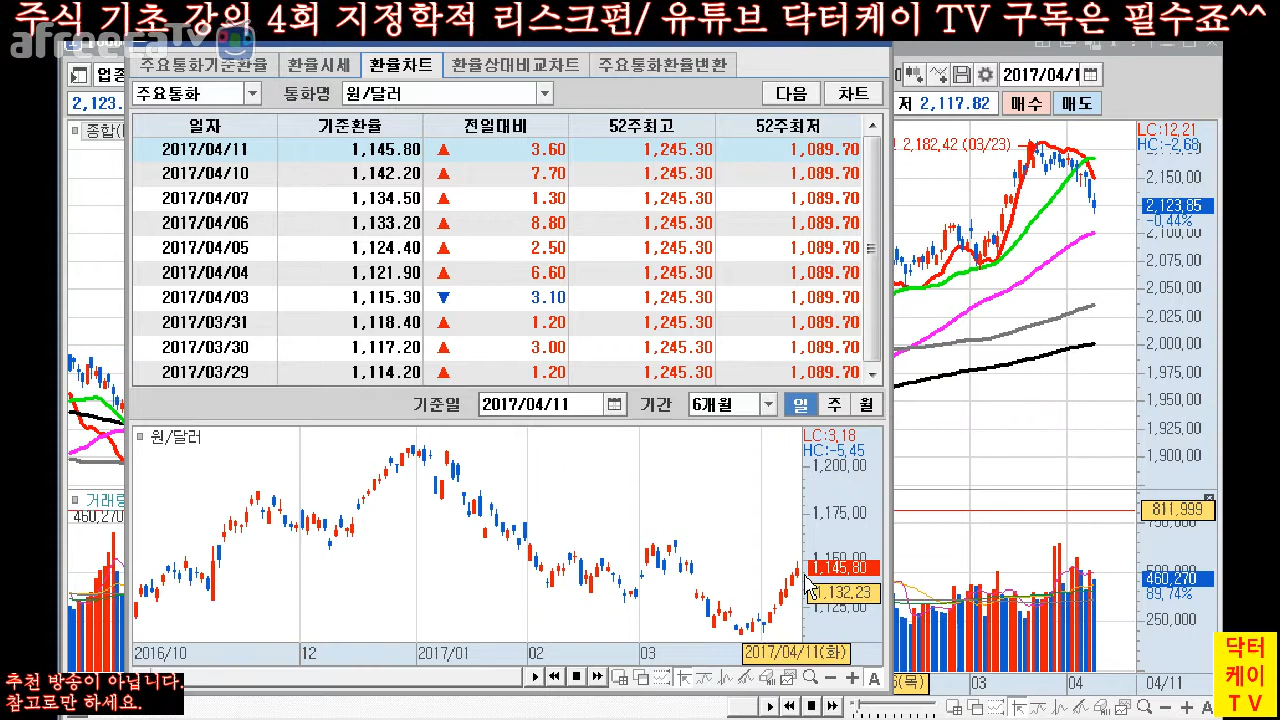 주식 기초 강의 4회 지정학적 리스크편/ 유튜브 닥터케이 TV 구독은 필수죠^^
afreecaTV
주요통화기준환율 환율시세 환율차트 환율상대비교차트 주요통화환율변환
업종
2017/04/1
주요통화 통화명 원/달러 다음 차트
2,123.
저 2,117.82 매수 매도
일자 기준환율 전일대비 52주최고 52주최저
2017/04/11 1,145.80 ▲ 3.60 1,245.30 1,089.70
2017/04/10 1,142.20 ▲ 7.70 1,245.30 1,089.70
2017/04/07 1,134.50 ▲ 1.30 1,245.30 1,089.70
2017/04/06 1,133.20 ▲ 8.80 1,245.30 1,089.70
2017/04/05 1,124.40 ▲ 2.50 1,245.30 1,089.70
2017/04/04 1,121.90 ▲ 6.60 1,245.30 1,089.70
2017/04/03 1,115.30 ▼ 3.10 1,245.30 1,089.70
2017/03/31 1,118.40 ▲ 1.20 1,245.30 1,089.70
2017/03/30 1,117.20 ▲ 3.00 1,245.30 1,089.70
2017/03/29 1,114.20 ▲ 1.20 1,245.30 1,089.70
종합(
LC:12,21
HC:-2,68
2,182,42 (03/23)
2,150,00
2,123,85
-0,44%
2,100,00
2,075,00
2,050,00
2,025,00
2,000,00
1,975,00
1,950,00
1,925,00
1,900,00
기준일 2017/04/11 기간 6개월 일 주 월
원/달러
LC:3,18
HC:-5,45
1,200,00
1,175,00
1,150,00
1,145,80
1,132,23
1,125,00
2016/10 12 2017/01 02 03 2017/04/11(화)
거래량
460,270
811,999
750,000
460,270
89,74%
250,000
(목) 03 04 04/11
A
A
추천 방송이 아닙니다.
참고로만 하세요.
닥터
케이
TV